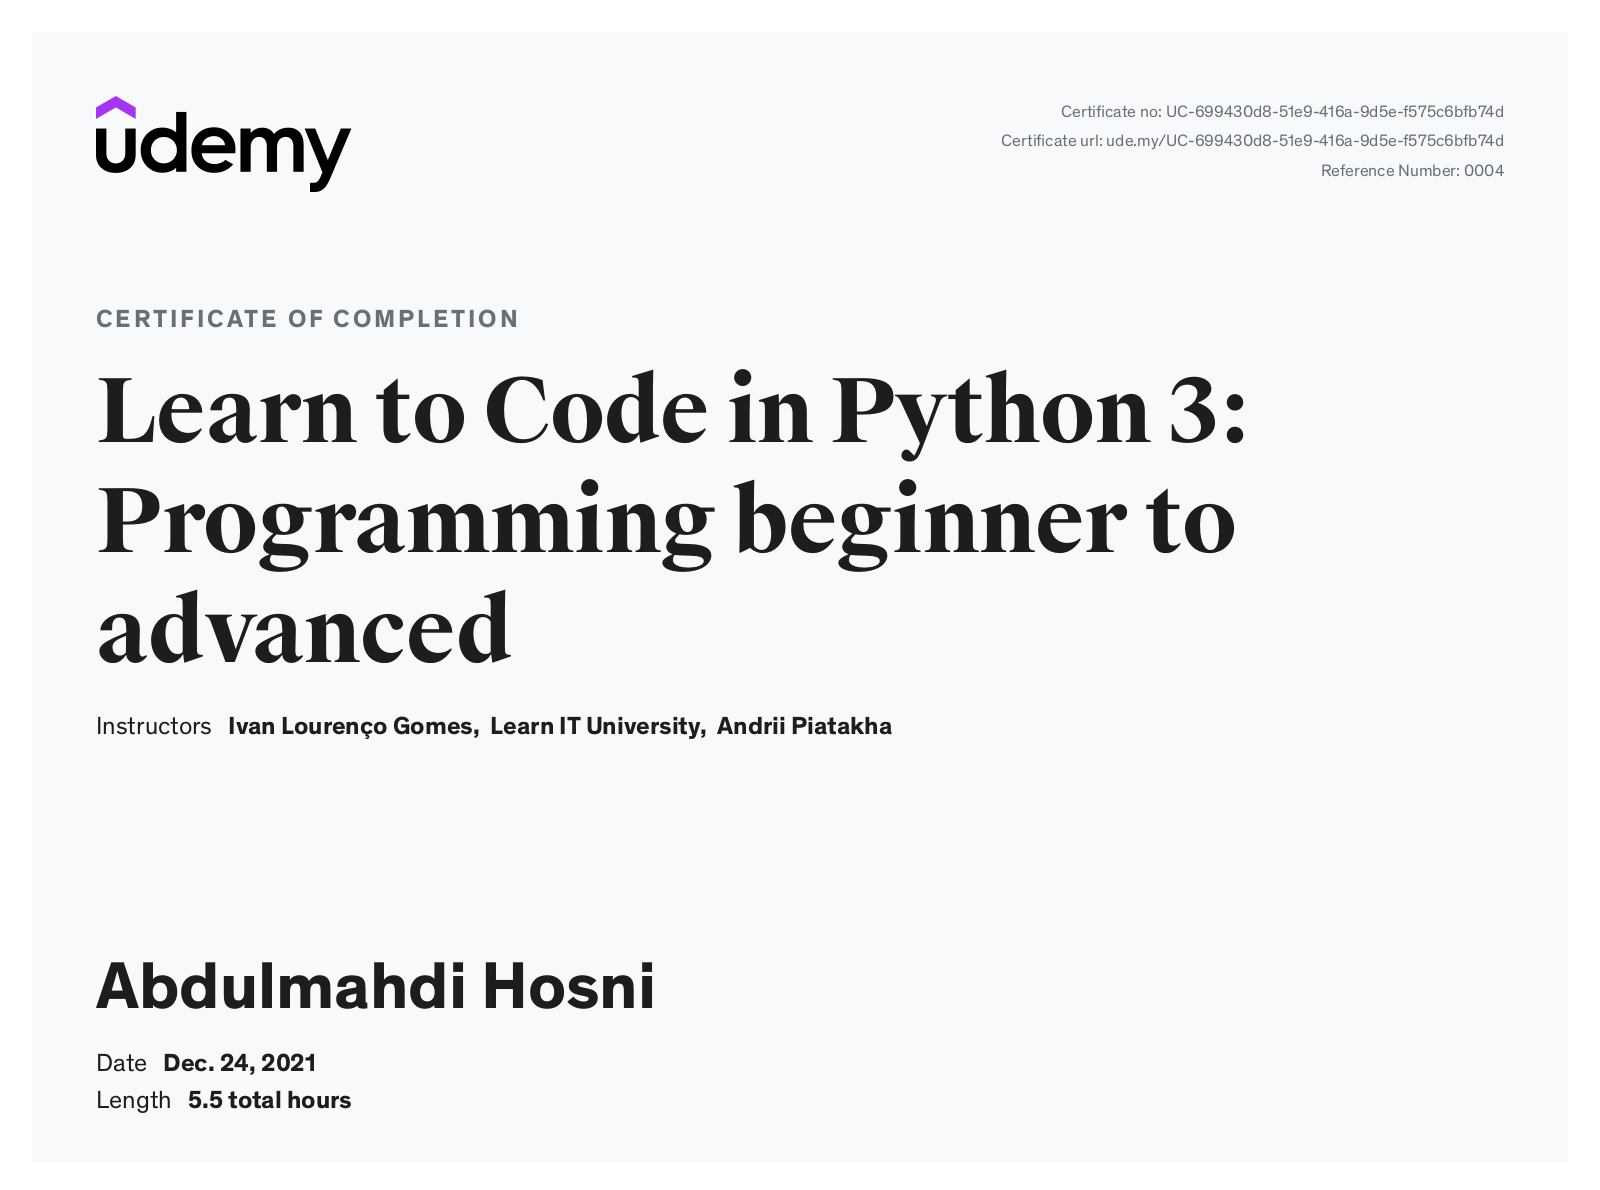 udemy
Certificate no: UC-699430d8-51e9-416a-9d5e-f575c6bfb74d
Certificate url: ude.my/UC-699430d8-51e9-416a-9d5e-f575c6bfb74d
Reference Number: 0004
CERTIFICATE OF COMPLETION
Learn to Code in Python 3:
Programming beginner to
advanced
Instructors Ivan Lourenço Gomes, Learn IT University, Andrii Piatakha
Abdulmahdi Hosni
Date Dec. 24, 2021
Length 5.5 total hours